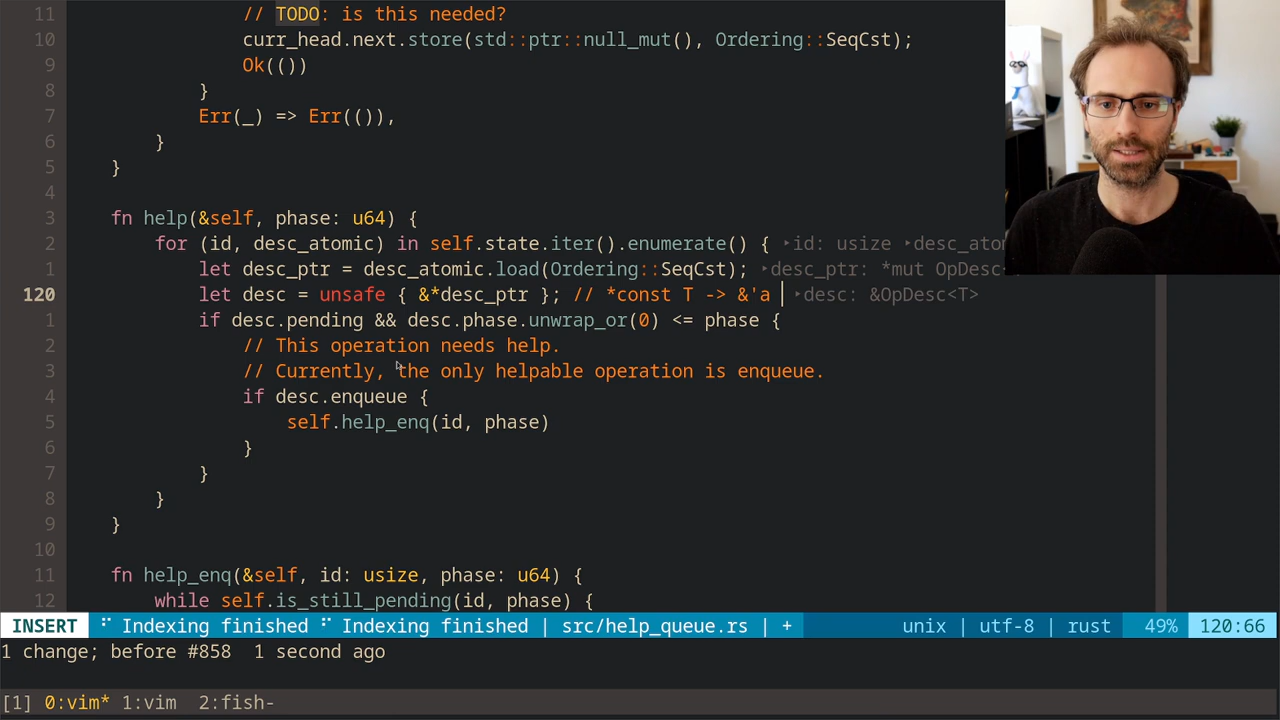 11 // TODO: is this needed?
10 curr_head.next.store(std::ptr::null_mut(), Ordering::SeqCst);
9 Ok(())
8 }
7 Err(_) => Err(()),
6 }
5 }
4
3 fn help(&self, phase: u64) {
2 for (id, desc_atomic) in self.state.iter().enumerate() { ‣id: usize ‣desc_atom
1 let desc_ptr = desc_atomic.load(Ordering::SeqCst); ‣desc_ptr: *mut OpDesc<
120 let desc = unsafe { &*desc_ptr }; // *const T -> &'a ‣desc: &OpDesc<T>
1 if desc.pending && desc.phase.unwrap_or(0) <= phase {
2 // This operation needs help.
3 // Currently, the only helpable operation is enqueue.
4 if desc.enqueue {
5 self.help_enq(id, phase)
6 }
7 }
8 }
9 }
10
11 fn help_enq(&self, id: usize, phase: u64) {
12 while self.is_still_pending(id, phase) {
INSERT ⠋ Indexing finished ⠋ Indexing finished | src/help_queue.rs | + unix | utf-8 | rust 49% 120:66
1 change; before #858 1 second ago
[1] 0:vim* 1:vim 2:fish-